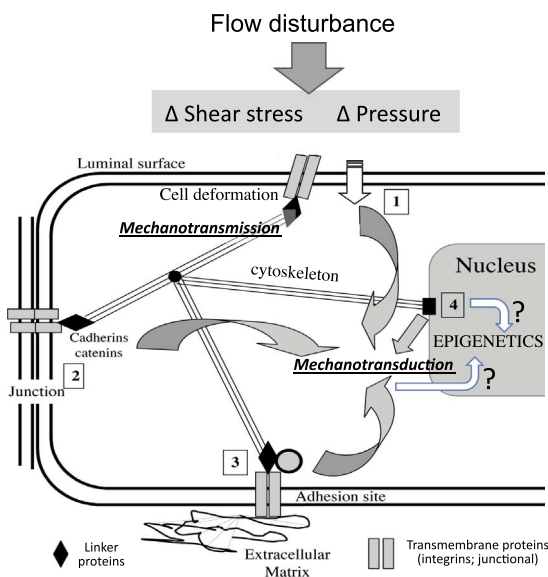 Flow disturbance
Δ Shear stress Δ Pressure
Luminal surface
Cell deformation
1
Mechanotransmission
cytoskeleton
Nucleus
4
?
EPIGENETICS
Cadherins
catenins
Mechanotransduction
2
?
Junction
3
Adhesion site
Linker
proteins
Extracellular
Matrix
Transmembrane proteins
(integrins; junctional)